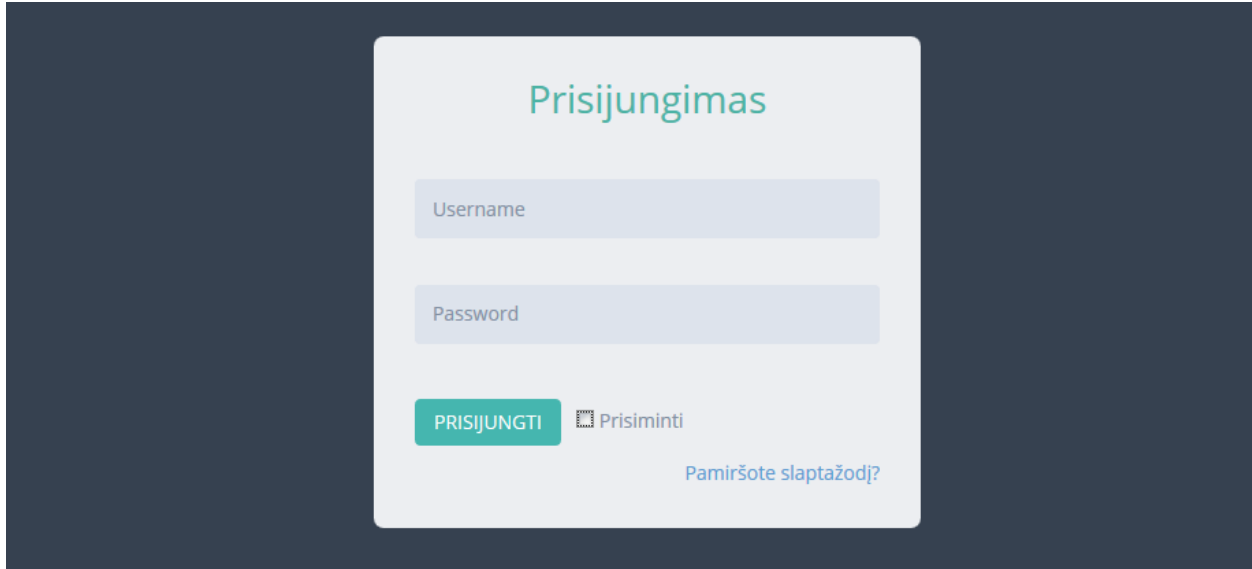 Prisijungimas
Username
Password
PRISIJUNGTI Prisiminti
Pamiršote slaptažodį?